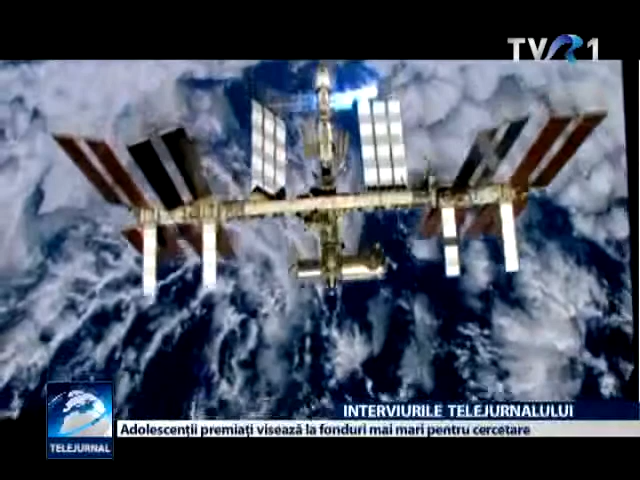 TVR1
INTERVIURILE TELEJURNALULUI
Adolescenții premiați visează la fonduri mai mari pentru cercetare
TELEJURNAL